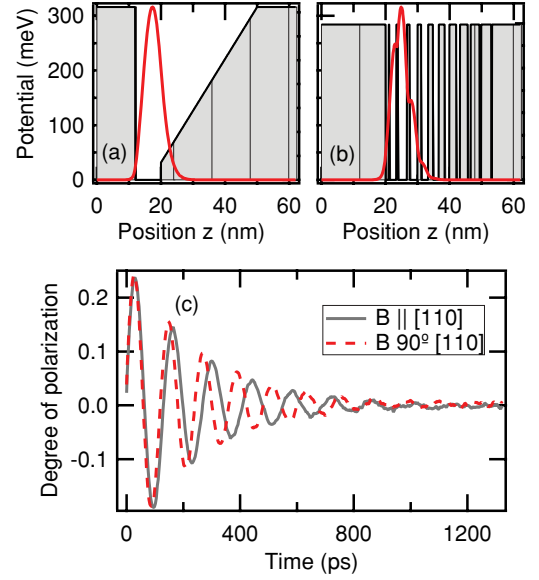 Potential (meV)
300
200
100
0
(a)
0 20 40 60
Position z (nm)
(b)
0 20 40 60
Position z (nm)
Degree of polarization
0.2
0.1
0.0
-0.1
(c)
B || [110]
B 90º [110]
0 400 800 1200
Time (ps)